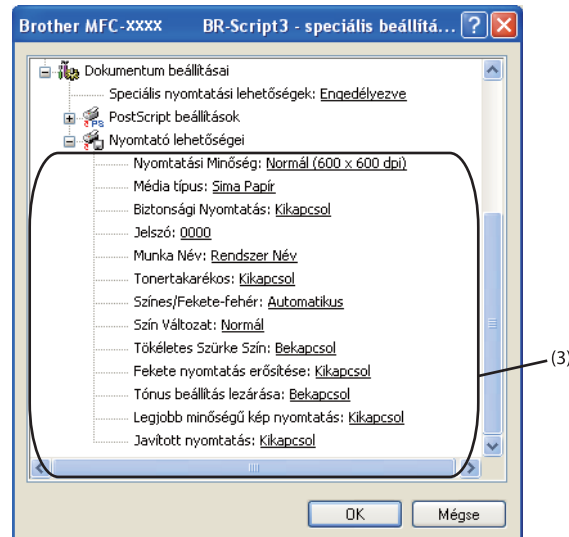 Brother MFC-XXXX BR-Script3 - speciális beállítá...
Dokumentum beállításai
Speciális nyomtatási lehetőségek: Engedélyezve
PostScript beállítások
Nyomtató lehetőségei
Nyomtatási Minőség: Normál (600 x 600 dpi)
Média típus: Sima Papír
Biztonsági Nyomtatás: Kikapcsol
Jelszó: 0000
Munka Név: Rendszer Név
Tonertakarékos: Kikapcsol
Színes/Fekete-fehér: Automatikus
Szín Változat: Normál
Tökéletes Szürke Szín: Bekapcsol
Fekete nyomtatás erősítése: Kikapcsol
Tónus beállítás lezárása: Bekapcsol
Legjobb minőségű kép nyomtatás: Kikapcsol
Javított nyomtatás: Kikapcsol
(3)
OK Mégse